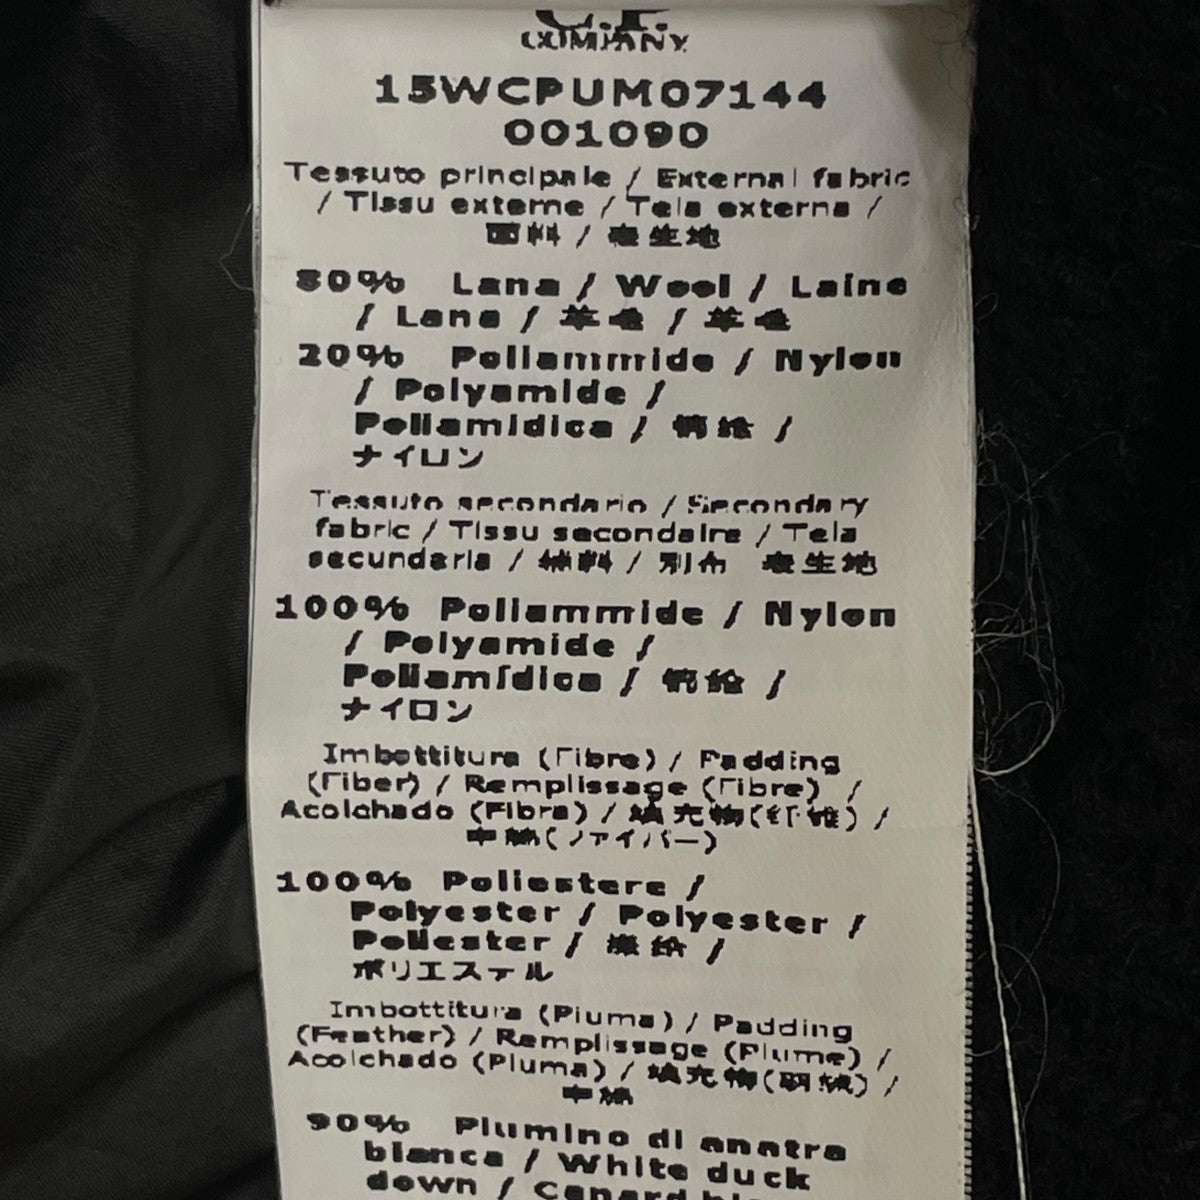 C.P.
COMPANY
15WCPUM07144
001090
Tessuto principale / External fabric
/ Tissu externe / Tela externa /
面料 / 表生地
80% Lana / Wool / Laine
/ Lana / 羊毛 / 羊毛
20% Poliammide / Nylon
/ Polyamide /
Poliamidica / 锦纶 /
ナイロン
Tessuto secondario / Secondary
fabric / Tissu secondaire / Tela
secundaria / 辅料 / 別布 表生地
100% Poliammide / Nylon
/ Polyamide /
Poliamidica / 锦纶 /
ナイロン
Imbottitura (Fibre) / Padding
(Fiber) / Remplissage (Fibre) /
Acolchado (Fibra) / 填充物(纤维) /
中綿(ファイバー)
100% Poliestere /
Polyester / Polyester /
Poliester / 涤纶 /
ポリエステル
Imbottitura (Piuma) / Padding
(Feather) / Remplissage (Plume) /
Acolchado (Pluma) / 填充物(羽绒) /
中綿
90% Piumino di anatra
bianca / White duck
down / Canard